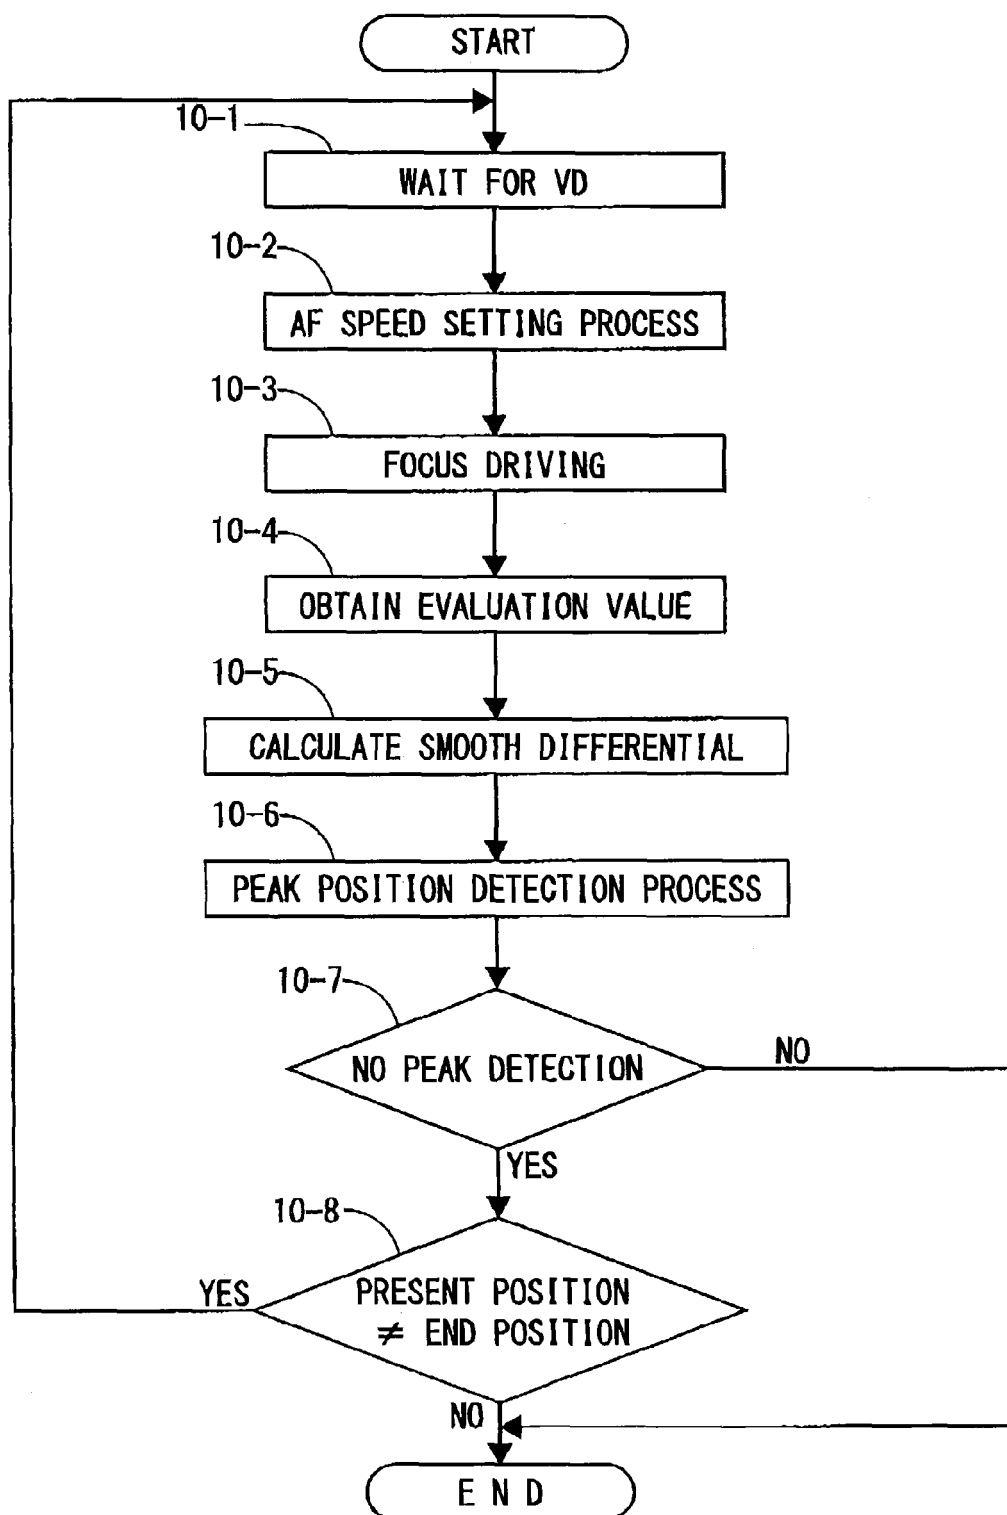 START
10-1
WAIT FOR VD
10-2
AF SPEED SETTING PROCESS
10-3
FOCUS DRIVING
10-4
OBTAIN EVALUATION VALUE
10-5
CALCULATE SMOOTH DIFFERENTIAL
10-6
PEAK POSITION DETECTION PROCESS
10-7
NO PEAK DETECTION
NO
YES
10-8
YES
PRESENT POSITION
≠ END POSITION
NO
END